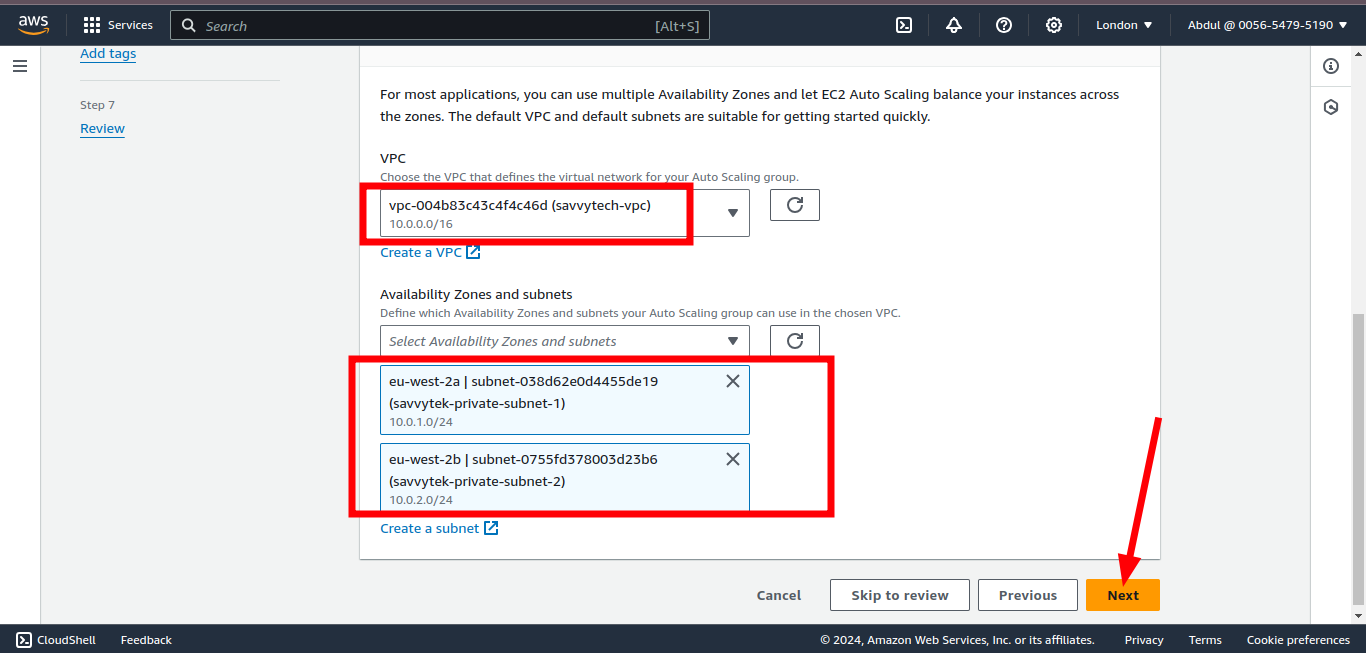 aws
Services
Search
[Alt+S]
London
Abdul @ 0056-5479-5190
Add tags
Step 7
Review
For most applications, you can use multiple Availability Zones and let EC2 Auto Scaling balance your instances across
the zones. The default VPC and default subnets are suitable for getting started quickly.
VPC
Choose the VPC that defines the virtual network for your Auto Scaling group.
vpc-004b83c43c4f4c46d (savvytech-vpc)
10.0.0.0/16
Create a VPC
Availability Zones and subnets
Define which Availability Zones and subnets your Auto Scaling group can use in the chosen VPC.
Select Availability Zones and subnets
eu-west-2a | subnet-038d62e0d4455de19
(savvytek-private-subnet-1)
10.0.1.0/24
eu-west-2b | subnet-0755fd378003d23b6
(savvytek-private-subnet-2)
10.0.2.0/24
Create a subnet
Cancel
Skip to review
Previous
Next
CloudShell
Feedback
© 2024, Amazon Web Services, Inc. or its affiliates.
Privacy
Terms
Cookie preferences